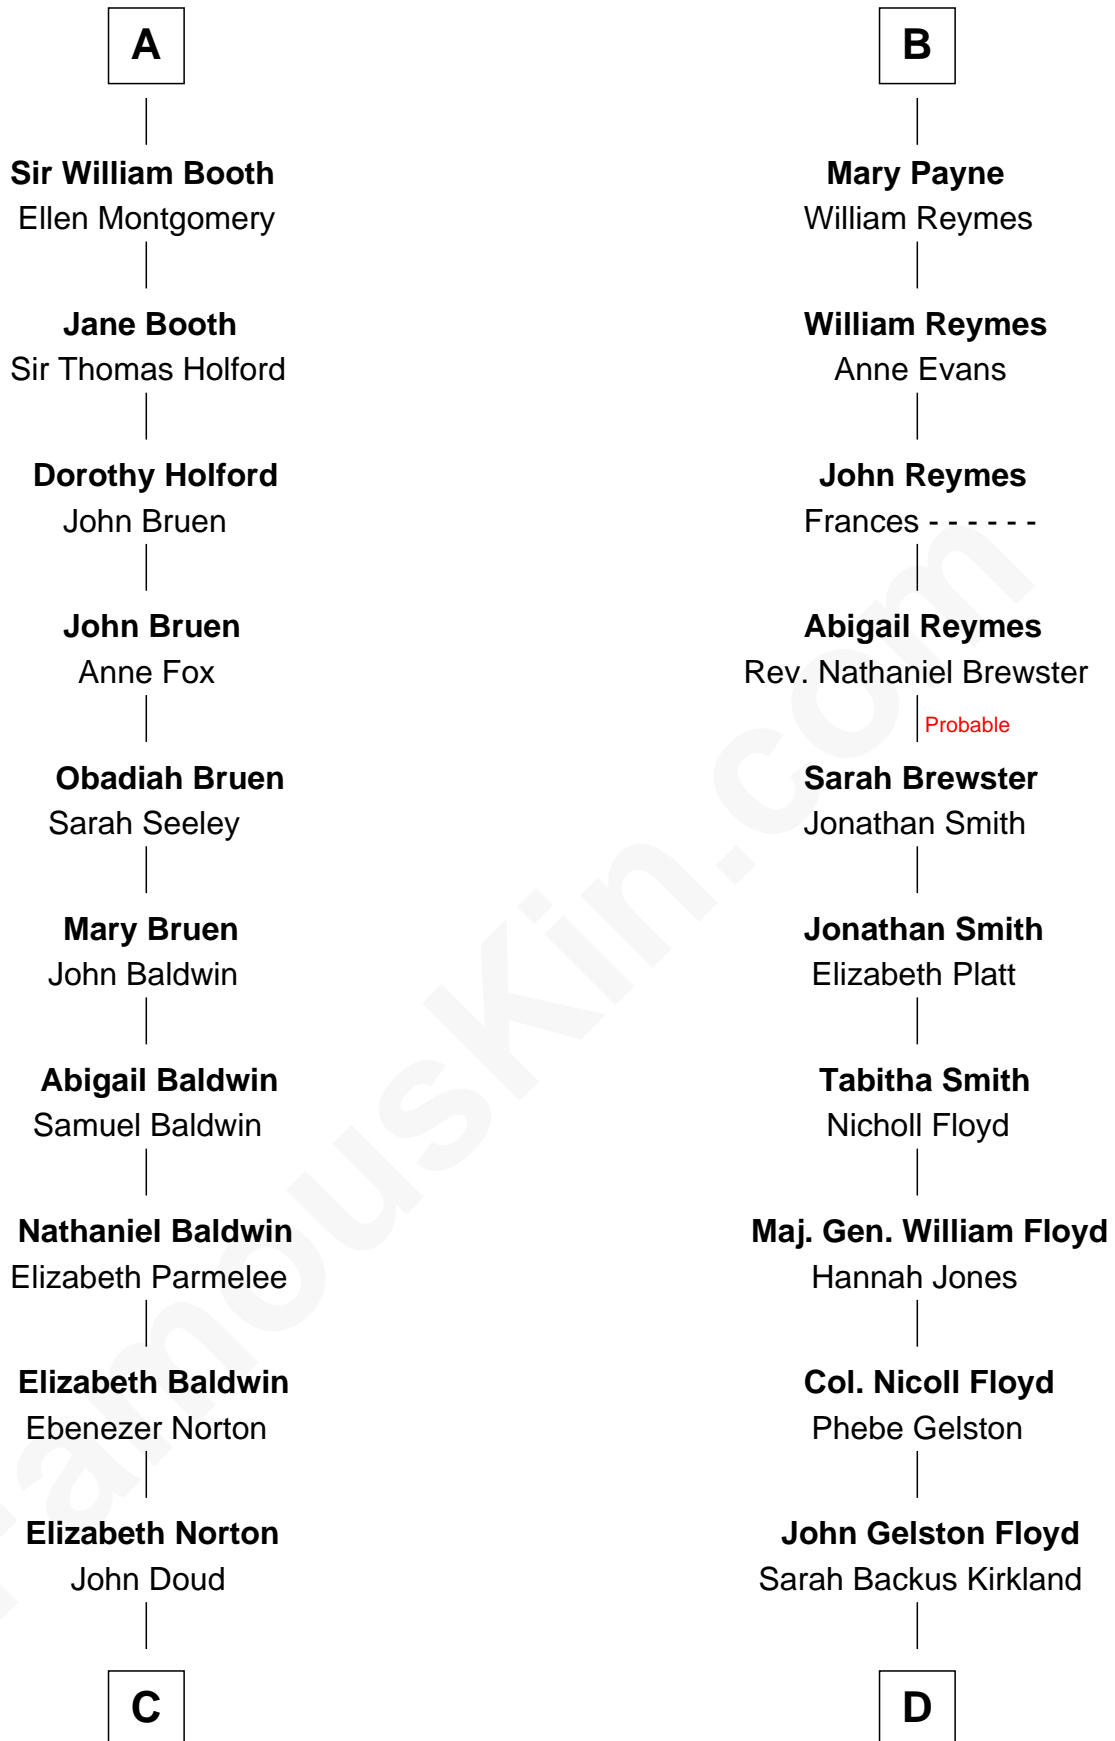 A
Sir William Booth
Ellen Montgomery
Jane Booth
Sir Thomas Holford
Dorothy Holford
John Bruen
John Bruen
Anne Fox
Obadiah Bruen
Sarah Seeley
Mary Bruen
John Baldwin
Abigail Baldwin
Samuel Baldwin
Nathaniel Baldwin
Elizabeth Parmelee
Elizabeth Baldwin
Ebenezer Norton
Elizabeth Norton
John Doud
C
B
Mary Payne
William Reymes
William Reymes
Anne Evans
John Reymes
Frances - - - - - -
Abigail Reymes
Rev. Nathaniel Brewster
Probable
Sarah Brewster
Jonathan Smith
Jonathan Smith
Elizabeth Platt
Tabitha Smith
Nicholl Floyd
Maj. Gen. William Floyd
Hannah Jones
Col. Nicoll Floyd
Phebe Gelston
John Gelston Floyd
Sarah Backus Kirkland
D
FamousKin.com